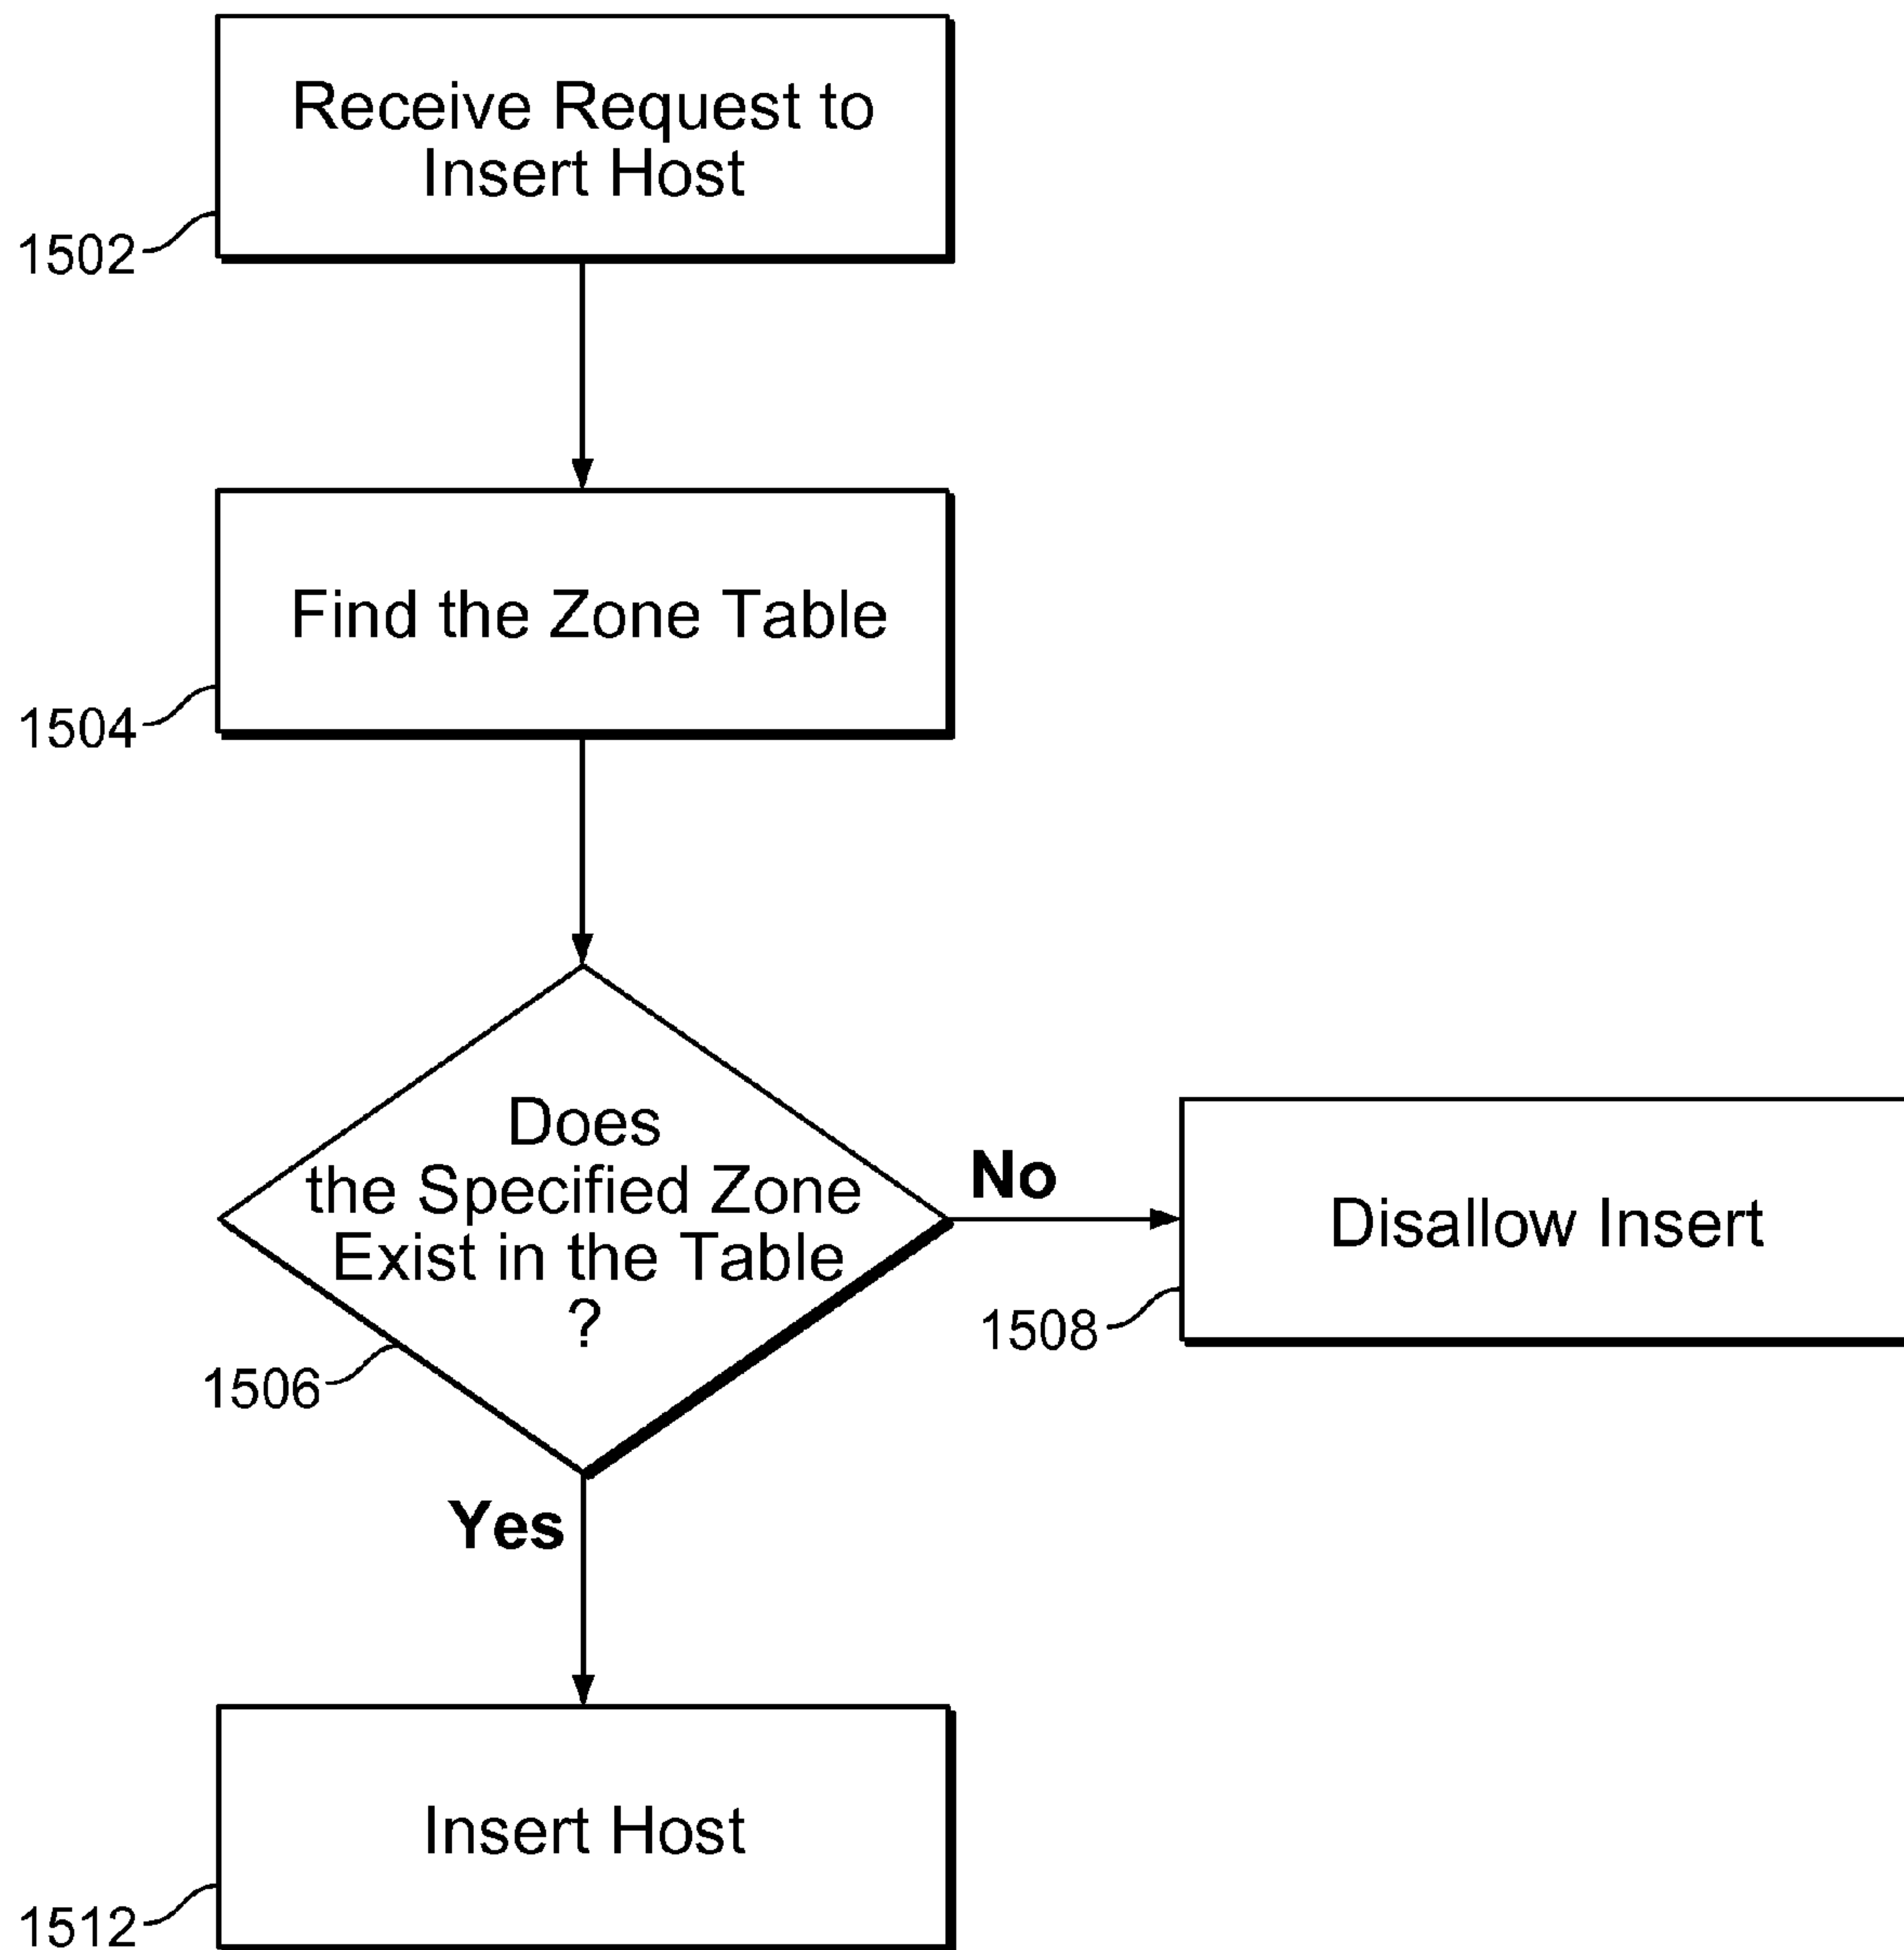 Receive Request to
Insert Host
1502
Find the Zone Table
1504
Does
the Specified Zone
Exist in the Table
?
1506
No
Disallow Insert
1508
Yes
Insert Host
1512